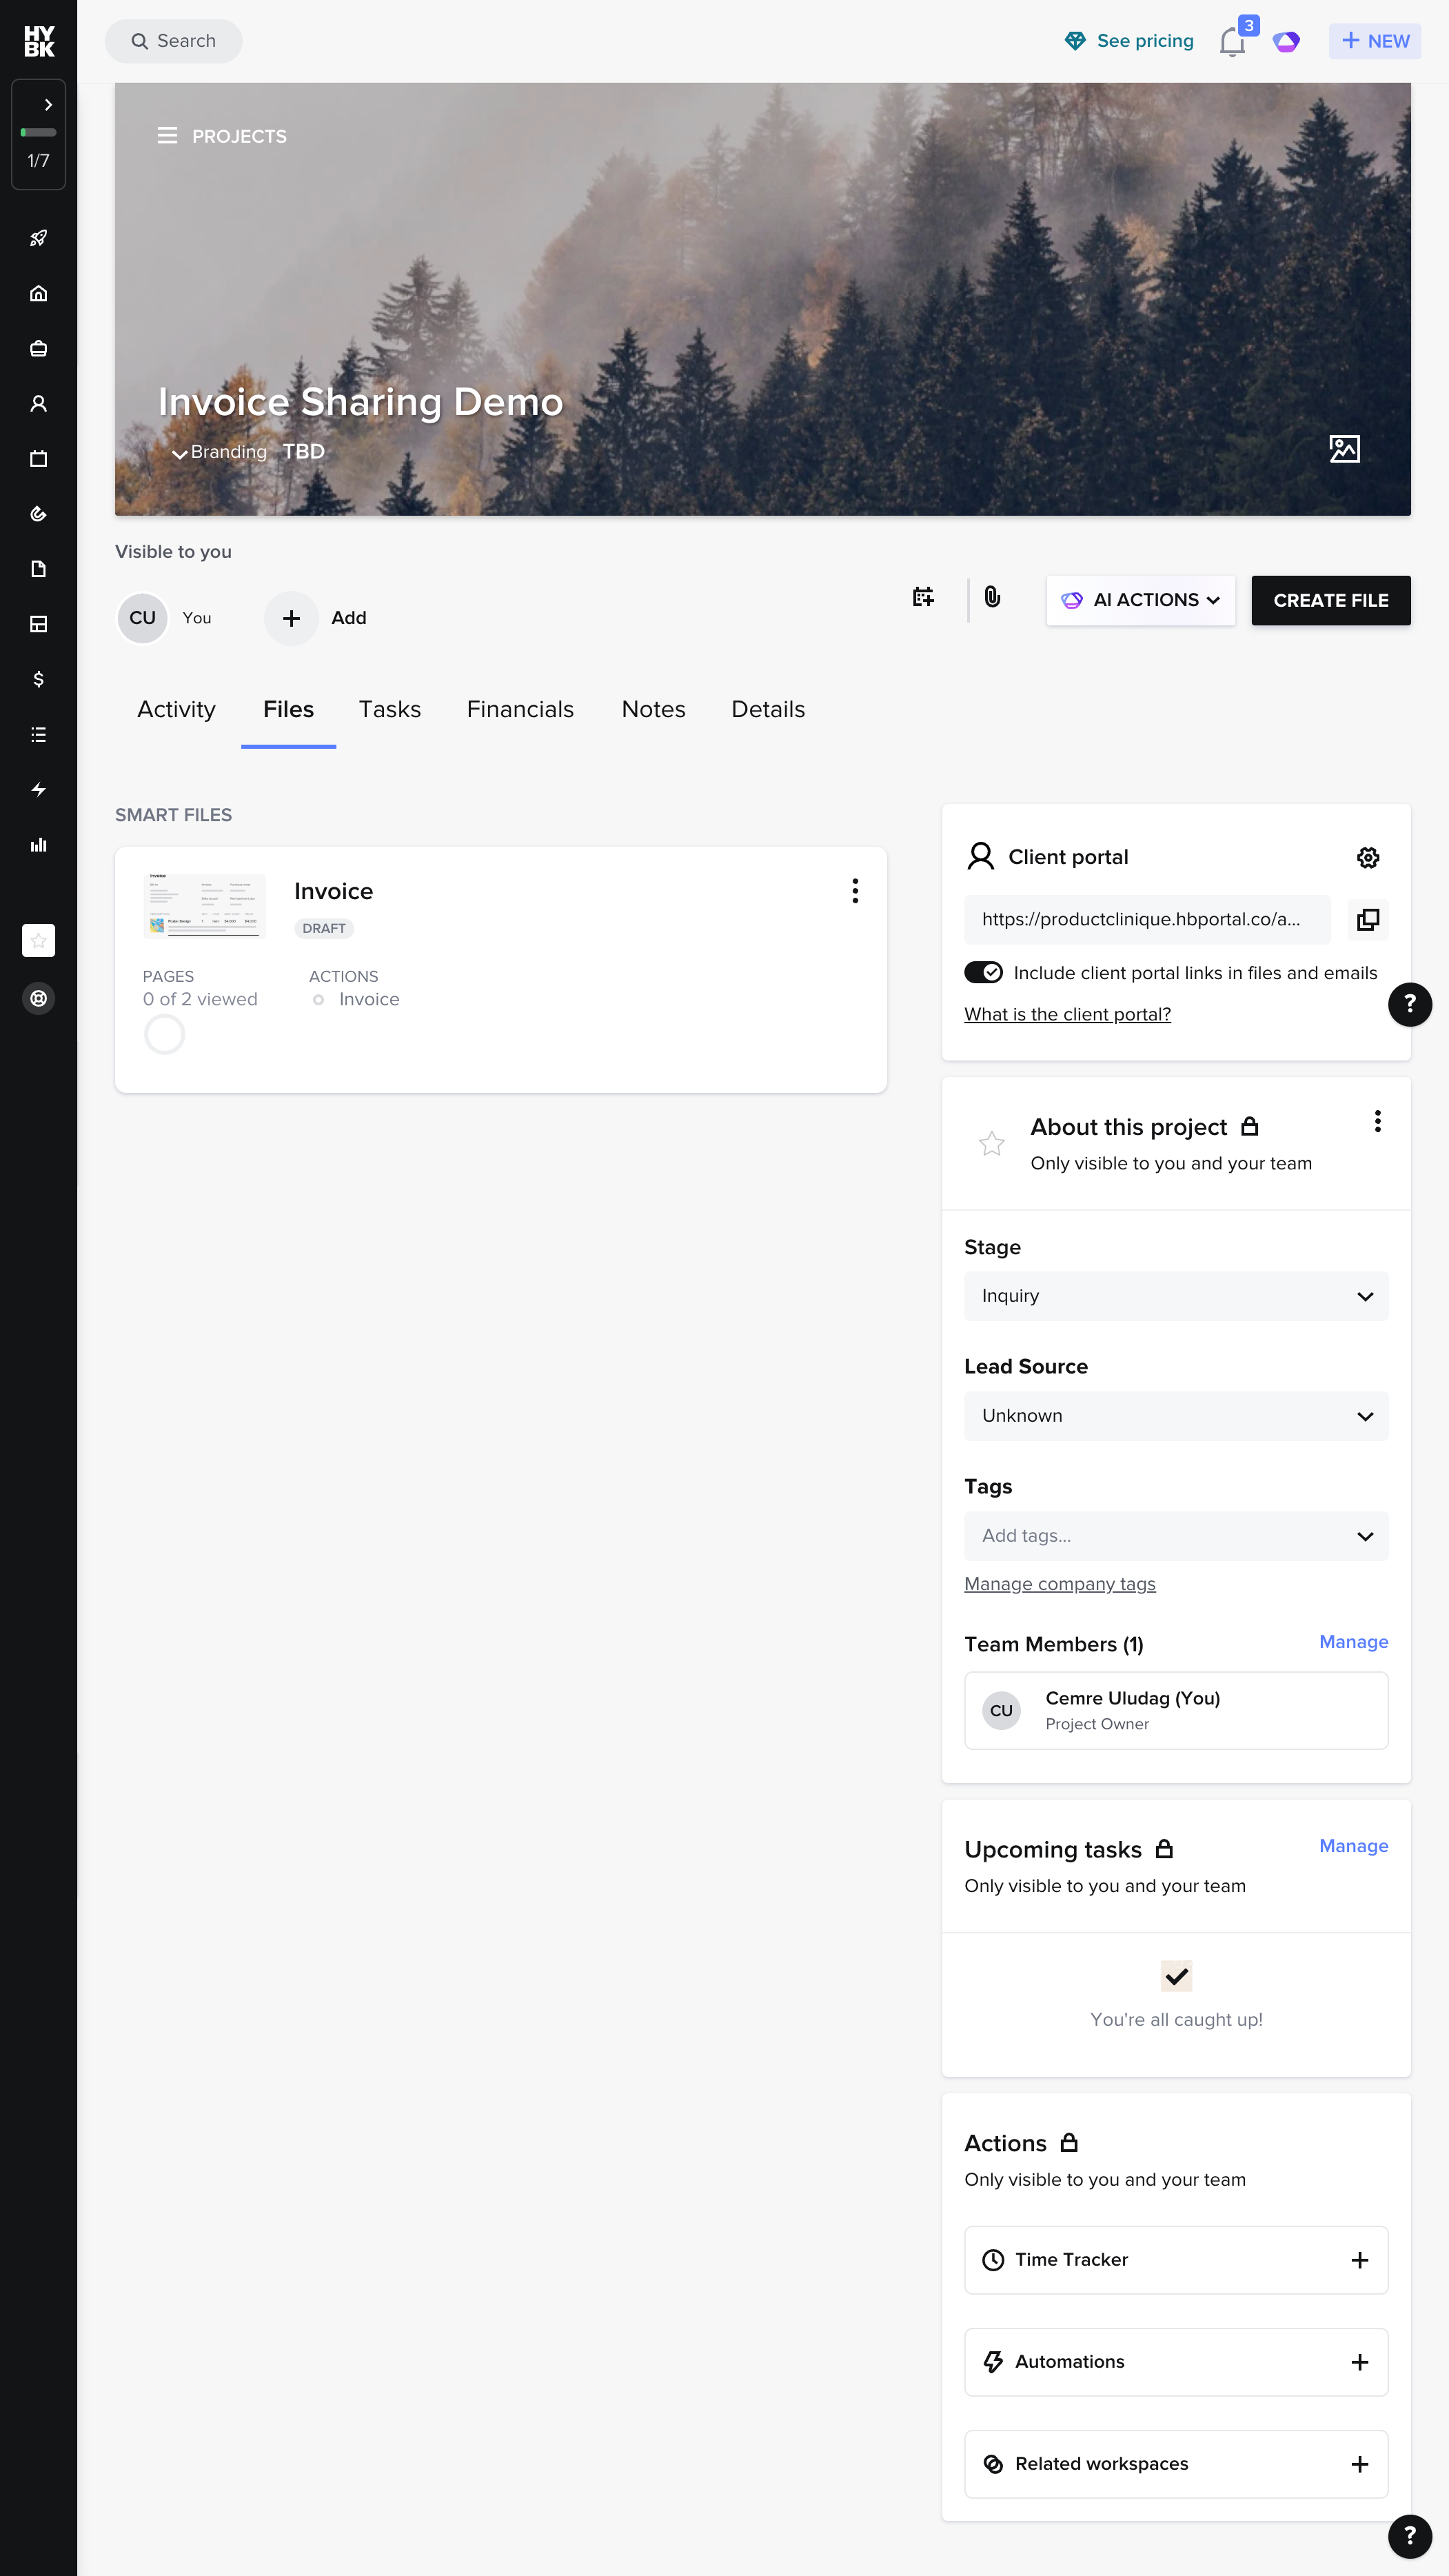 HY
BK
Search
See pricing
3
+ NEW
1/7
PROJECTS
Invoice Sharing Demo
Branding TBD
Visible to you
CU You + Add
AI ACTIONS
CREATE FILE
Activity
Files
Tasks
Financials
Notes
Details
SMART FILES
Invoice
DRAFT
PAGES
0 of 2 viewed
ACTIONS
Invoice
Client portal
https://productclinique.hbportal.co/a...
Include client portal links in files and emails
What is the client portal?
?
About this project
Only visible to you and your team
Stage
Inquiry
Lead Source
Unknown
Tags
Add tags...
Manage company tags
Team Members (1)
Manage
CU
Cemre Uludag (You)
Project Owner
Upcoming tasks
Manage
Only visible to you and your team
You're all caught up!
Actions
Only visible to you and your team
Time Tracker
Automations
Related workspaces
?